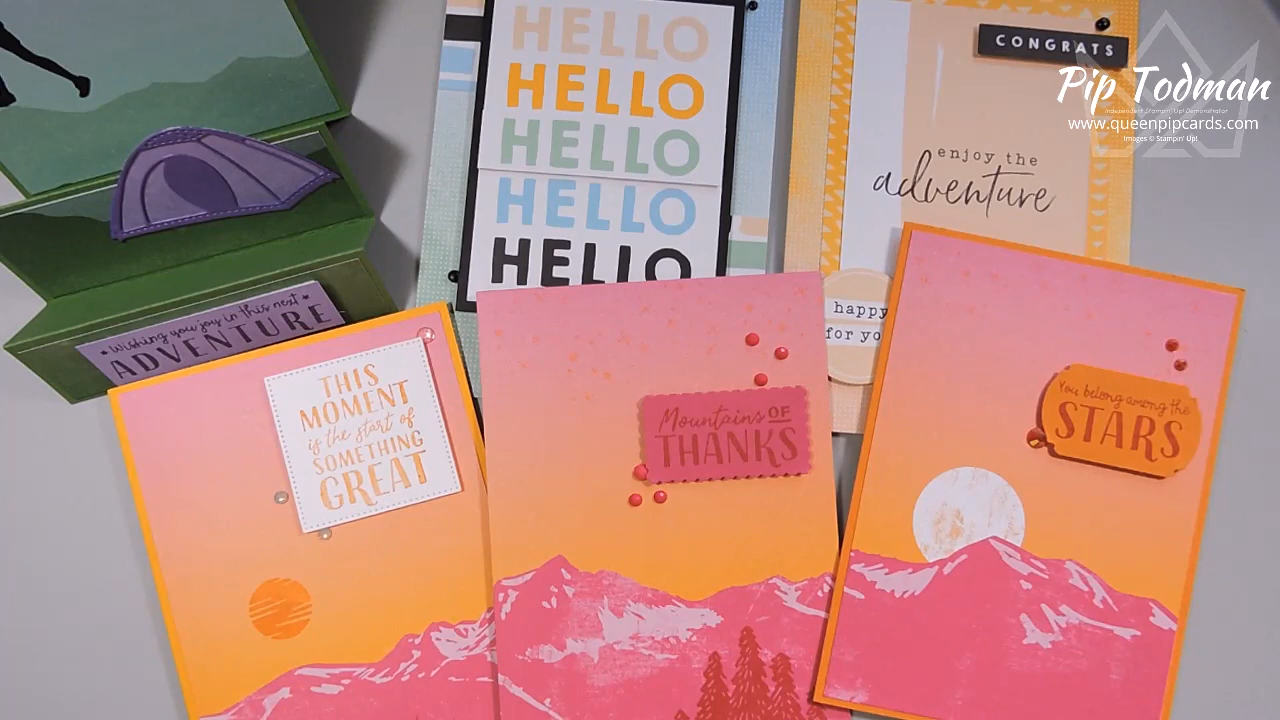 HELLO
HELLO
HELLO
HELLO
HELLO
CONGRATS
Pip Todman
Independent Stampin' Up! Demonstrator
www.queenpipcards.com
Images © Stampin' Up!
enjoy the
adventure
happy
for yo
Wishing you joy in this next
ADVENTURE
THIS
MOMENT
is the start of
SOMETHING
GREAT
Mountains OF
THANKS
You belong among the
STARS